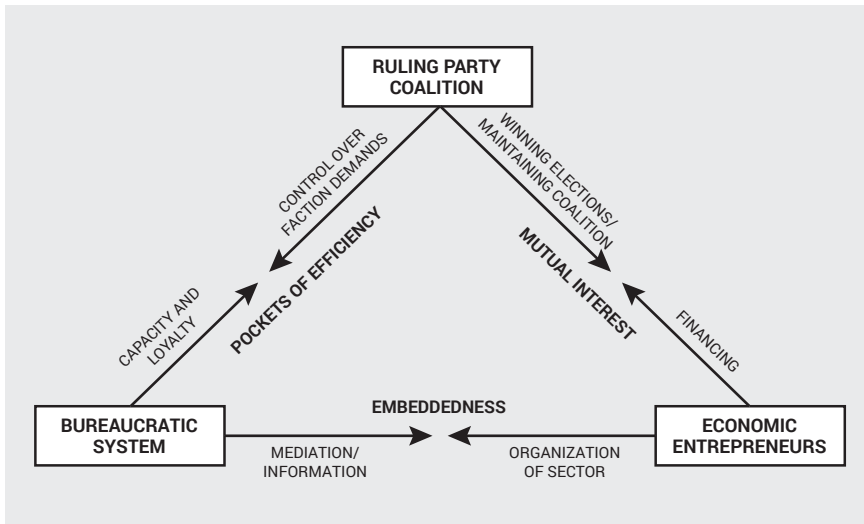 RULING PARTY
COALITION
CONTROL OVER
FACTION DEMANDS
WINNING ELECTIONS/
MAINTAINING COALITION
POCKETS OF EFFICIENCY
MUTUAL INTEREST
CAPACITY AND
LOYALTY
FINANCING
BUREAUCRATIC
SYSTEM
EMBEDDEDNESS
ECONOMIC
ENTREPRENEURS
MEDIATION/
INFORMATION
ORGANIZATION
OF SECTOR